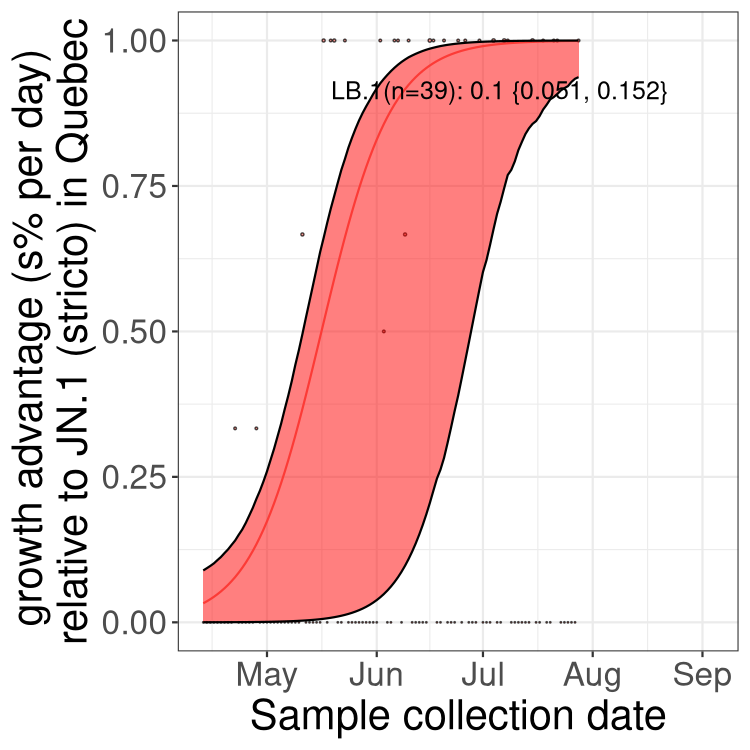 growth advantage (s% per day)
relative to JN.1 (stricto) in Quebec
1.00
0.75
0.50
0.25
0.00
LB.1(n=39): 0.1 {0.051, 0.152}
May Jun Jul Aug Sep
Sample collection date